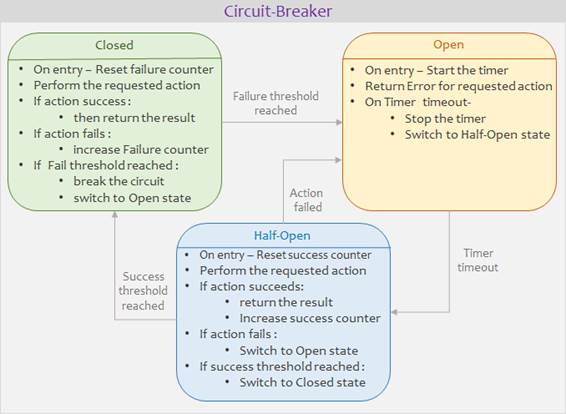 Circuit-Breaker
Closed
• On entry – Reset failure counter
• Perform the requested action
• If action success :
• then return the result
• If action fails :
• increase Failure counter
• If Fail threshold reached :
• break the circuit
• switch to Open state
Failure threshold
reached
Open
• On entry – Start the timer
• Return Error for requested action
• On Timer timeout-
• Stop the timer
• Switch to Half-Open state
Action
failed
Success
threshold
reached
Half-Open
• On entry – Reset success counter
• Perform the requested action
• If action succeeds:
• return the result
• Increase success counter
• If action fails :
• Switch to Open state
• If success threshold reached :
• Switch to Closed state
Timer
timeout